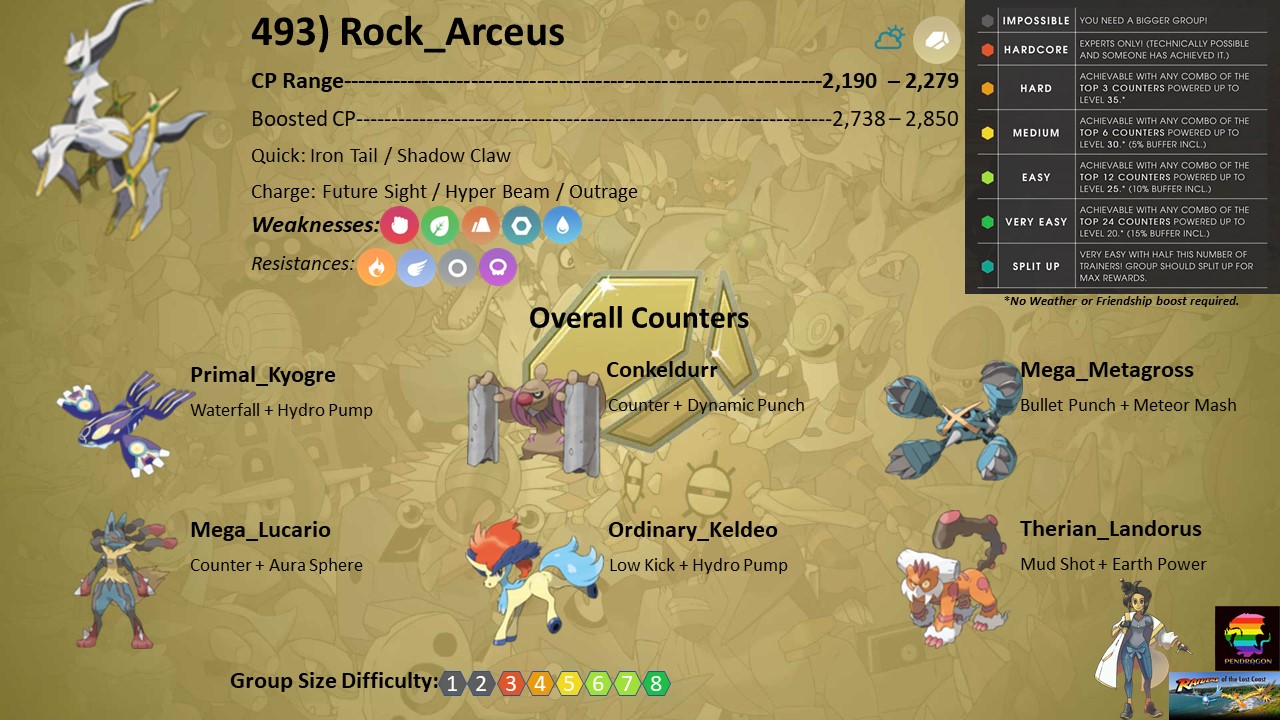 493) Rock_Arceus
CP Range--------------------------------------------------------------------2,190 – 2,279
Boosted CP--------------------------------------------------------------------2,738 – 2,850
Quick: Iron Tail / Shadow Claw
Charge: Future Sight / Hyper Beam / Outrage
Weaknesses:
Resistances:
IMPOSSIBLE YOU NEED A BIGGER GROUP!
HARDCORE EXPERTS ONLY! (TECHNICALLY POSSIBLE
AND SOMEONE HAS ACHIEVED IT.)
HARD ACHIEVABLE WITH ANY COMBO OF THE
TOP 3 COUNTERS POWERED UP TO
LEVEL 35.*
MEDIUM ACHIEVABLE WITH ANY COMBO OF THE
TOP 6 COUNTERS POWERED UP TO
LEVEL 30.* (5% BUFFER INCL.)
EASY ACHIEVABLE WITH ANY COMBO OF THE
TOP 12 COUNTERS POWERED UP TO
LEVEL 25.* (10% BUFFER INCL.)
VERY EASY ACHIEVABLE WITH ANY COMBO OF THE
TOP 24 COUNTERS POWERED UP TO
LEVEL 20.* (15% BUFFER INCL.)
SPLIT UP VERY EASY WITH HALF THIS NUMBER OF
TRAINERS! GROUP SHOULD SPLIT UP FOR
MAX REWARDS.
*No Weather or Friendship boost required.
Overall Counters
Primal_Kyogre
Waterfall + Hydro Pump
Conkeldurr
Counter + Dynamic Punch
Mega_Metagross
Bullet Punch + Meteor Mash
Mega_Lucario
Counter + Aura Sphere
Ordinary_Keldeo
Low Kick + Hydro Pump
Therian_Landorus
Mud Shot + Earth Power
Group Size Difficulty: 1 2 3 4 5 6 7 8
PENDRAGON
RAIDERS of the Lost Coast